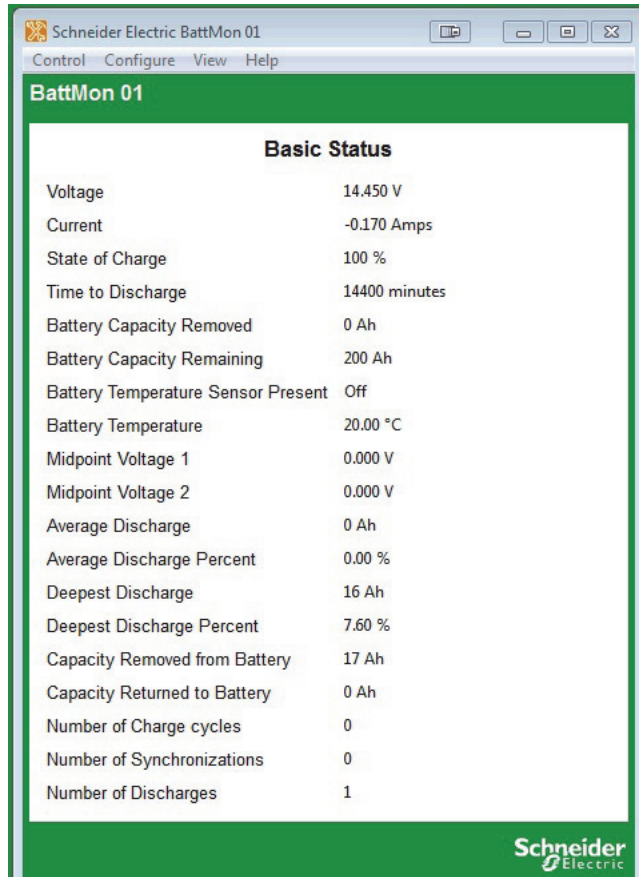 Schneider Electric BattMon 01
Control Configure View Help
BattMon 01
Basic Status
Voltage 14.450 V
Current -0.170 Amps
State of Charge 100 %
Time to Discharge 14400 minutes
Battery Capacity Removed 0 Ah
Battery Capacity Remaining 200 Ah
Battery Temperature Sensor Present Off
Battery Temperature 20.00 °C
Midpoint Voltage 1 0.000 V
Midpoint Voltage 2 0.000 V
Average Discharge 0 Ah
Average Discharge Percent 0.00 %
Deepest Discharge 16 Ah
Deepest Discharge Percent 7.60 %
Capacity Removed from Battery 17 Ah
Capacity Returned to Battery 0 Ah
Number of Charge cycles 0
Number of Synchronizations 0
Number of Discharges 1
Schneider
Electric